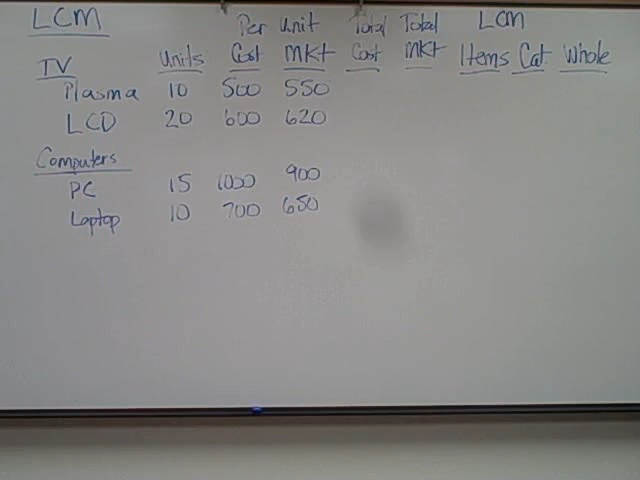 LCM Per Unit Total Total LCM
TV Units Cost MKt Cost MKt Items Cat Whole
Plasma 10 500 550
LCD 20 600 620
Computers
PC 15 1000 900
Laptop 10 700 650